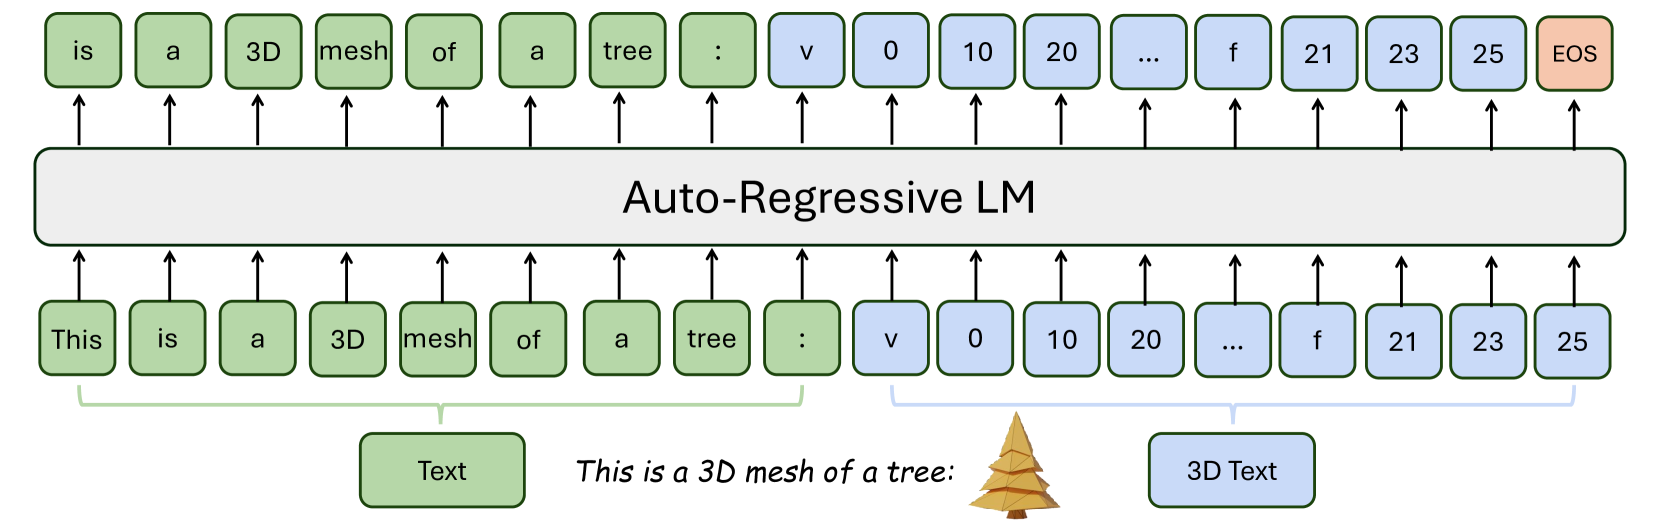 is a 3D mesh of a tree : v 0 10 20 ... f 21 23 25 EOS
Auto-Regressive LM
This is a 3D mesh of a tree : v 0 10 20 ... f 21 23 25
Text This is a 3D mesh of a tree: 3D Text